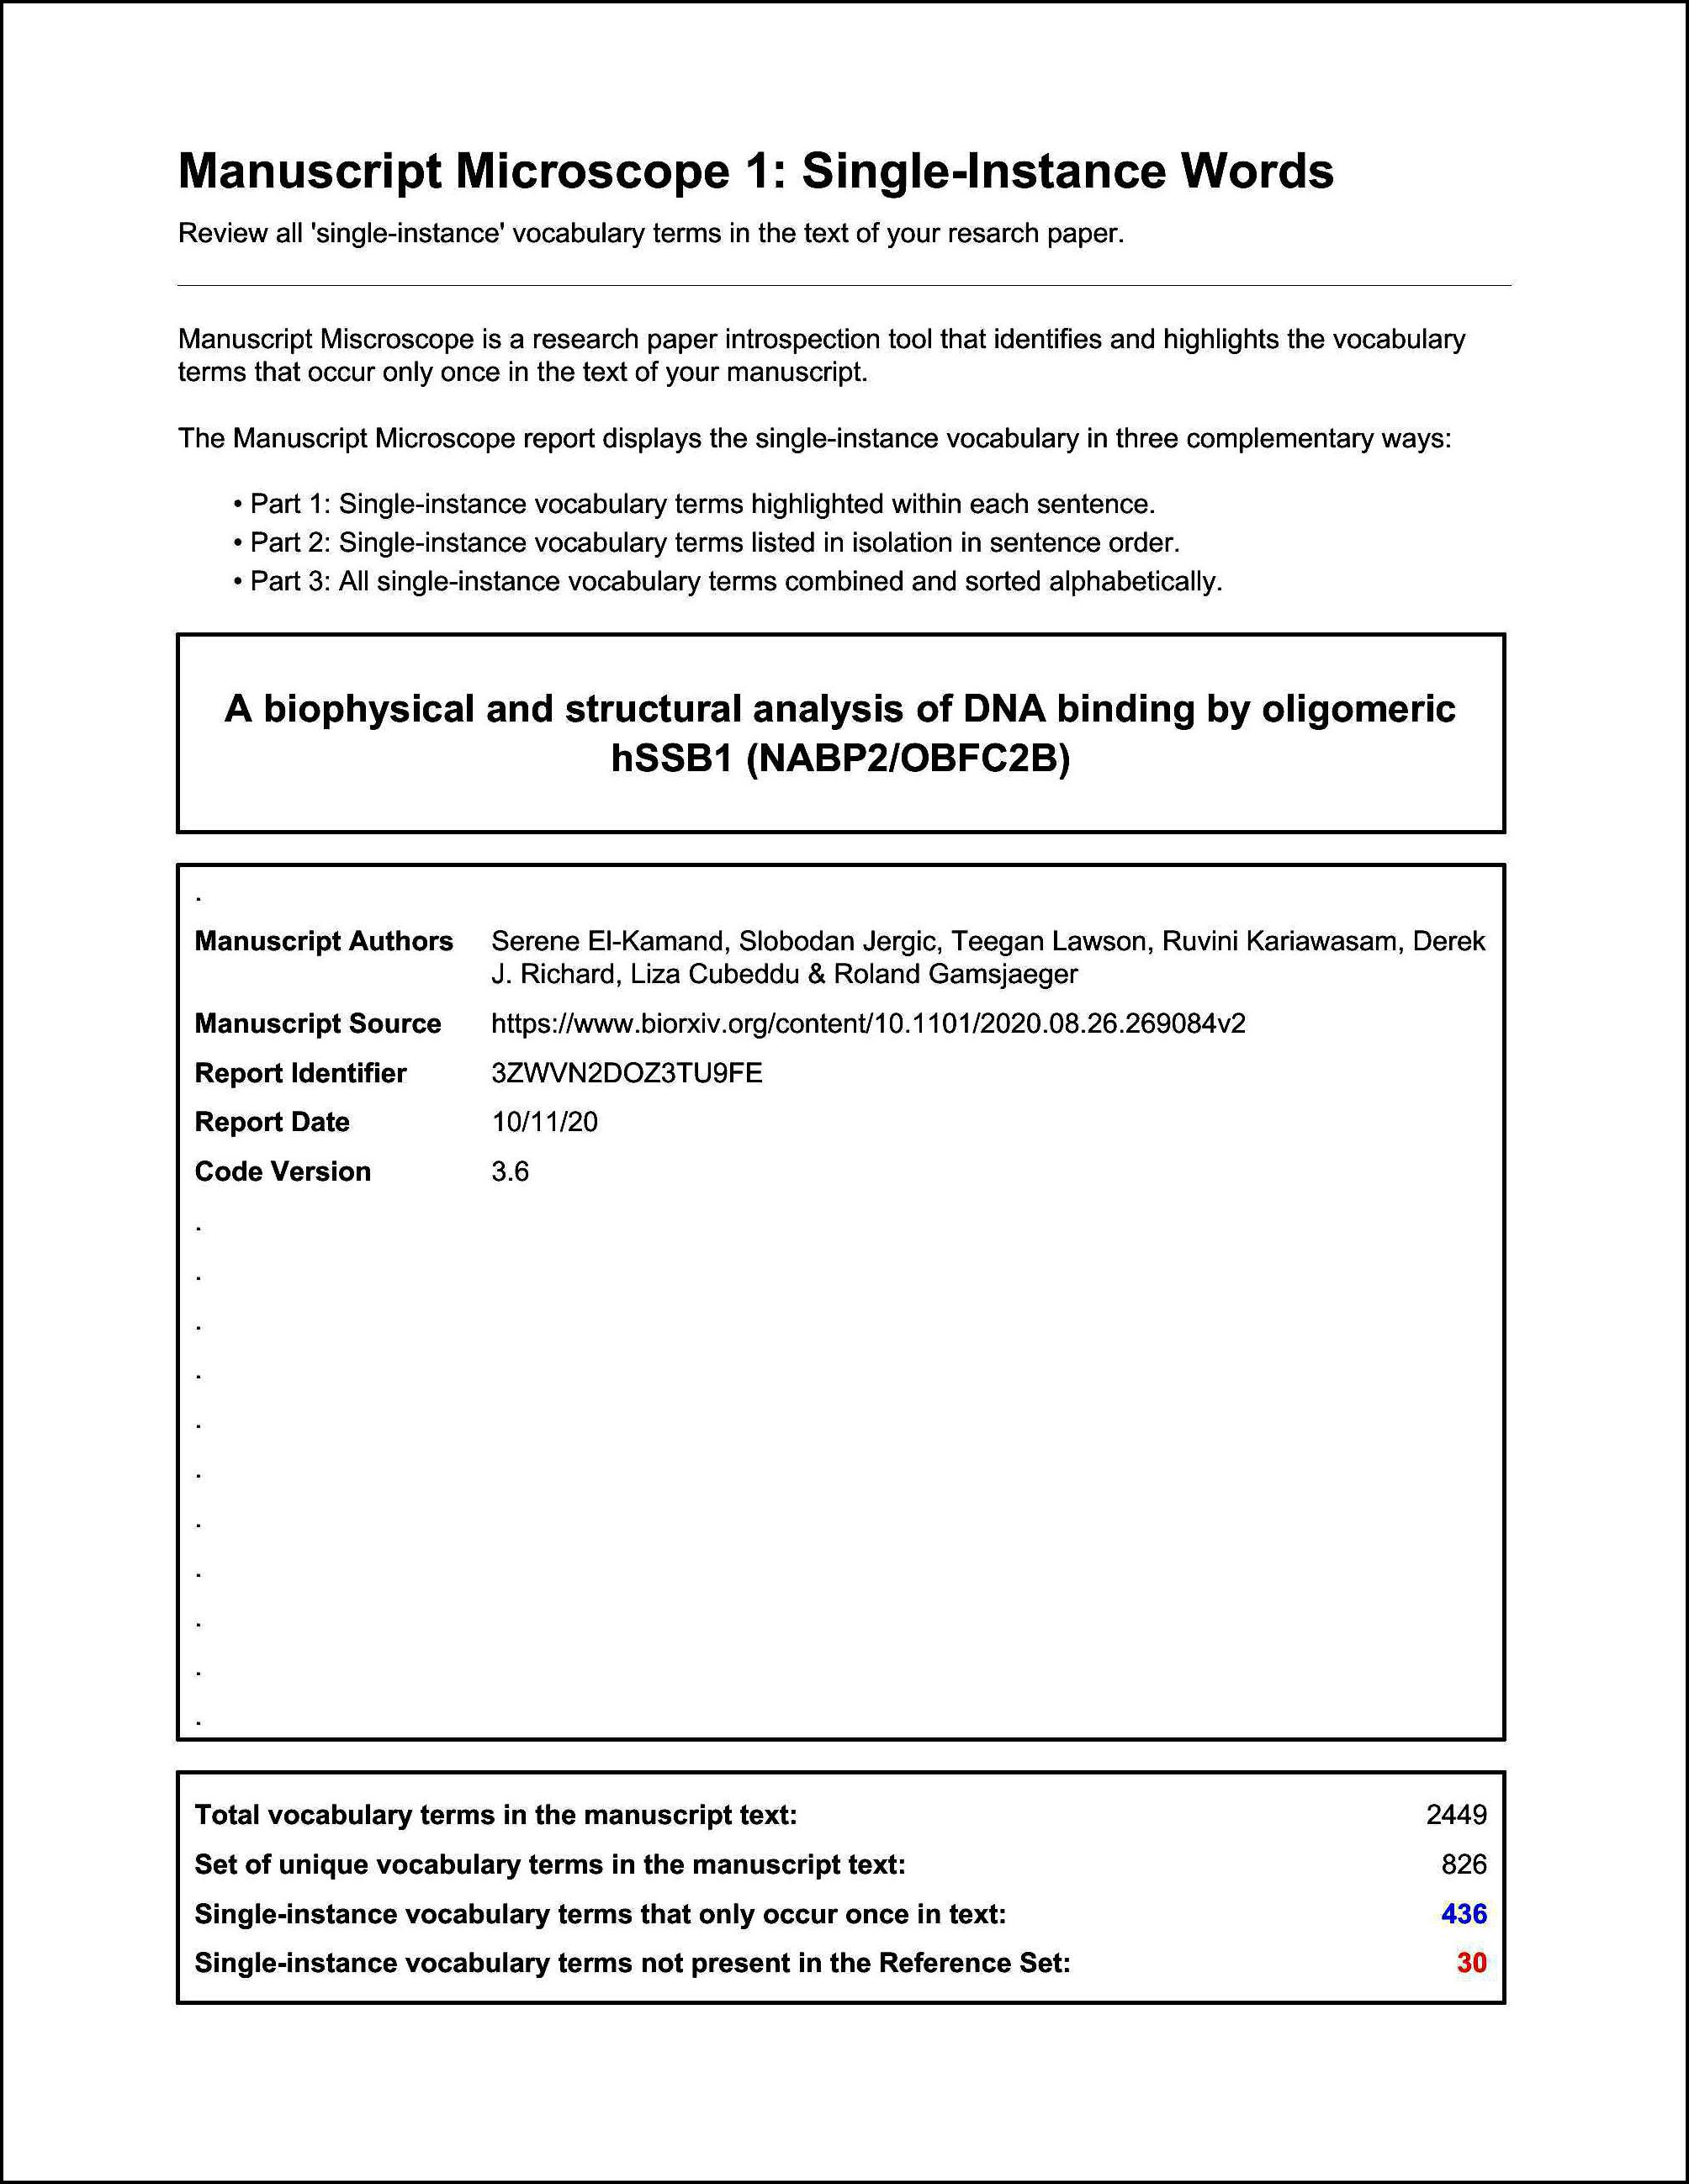 Manuscript Microscope 1: Single-Instance Words
Review all 'single-instance' vocabulary terms in the text of your resarch paper.
Manuscript Miscroscope is a research paper introspection tool that identifies and highlights the vocabulary
terms that occur only once in the text of your manuscript.
The Manuscript Microscope report displays the single-instance vocabulary in three complementary ways:
• Part 1: Single-instance vocabulary terms highlighted within each sentence.
• Part 2: Single-instance vocabulary terms listed in isolation in sentence order.
• Part 3: All single-instance vocabulary terms combined and sorted alphabetically.
A biophysical and structural analysis of DNA binding by oligomeric
hSSB1 (NABP2/OBFC2B)
.
Manuscript Authors Serene El-Kamand, Slobodan Jergic, Teegan Lawson, Ruvini Kariawasam, Derek
J. Richard, Liza Cubeddu & Roland Gamsjaeger
Manuscript Source https://www.biorxiv.org/content/10.1101/2020.08.26.269084v2
Report Identifier 3ZWVN2DOZ3TU9FE
Report Date 10/11/20
Code Version 3.6
.
.
.
.
.
.
.
.
.
.
.
Total vocabulary terms in the manuscript text: 2449
Set of unique vocabulary terms in the manuscript text: 826
Single-instance vocabulary terms that only occur once in text: 436
Single-instance vocabulary terms not present in the Reference Set: 30